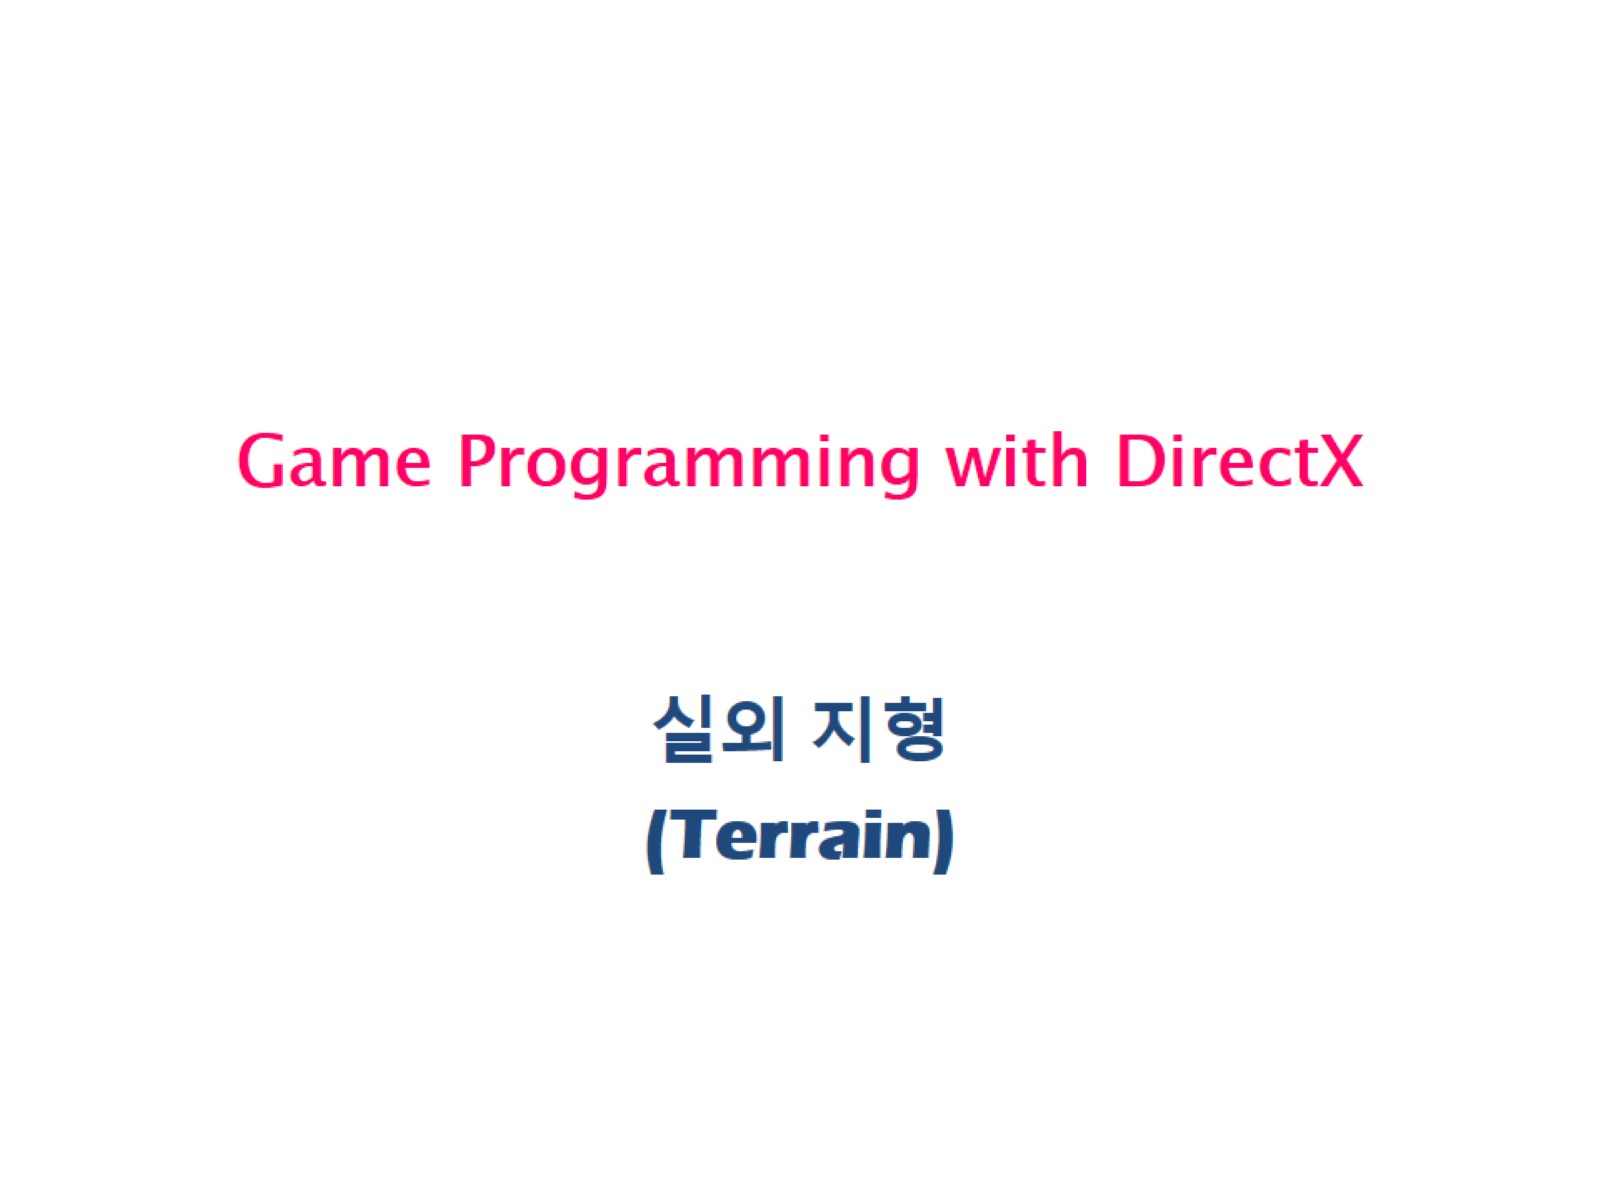 Game Programming with DirectX
실외 지형
(Terrain)